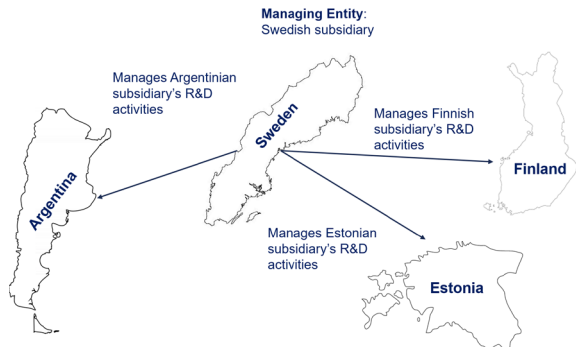 Managing Entity:
Swedish subsidiary
Manages Argentinian
subsidiary's R&D
activities
Sweden
Manages Finnish
subsidiary's R&D
activities
Argentina
Finland
Manages Estonian
subsidiary's R&D
activities
Estonia